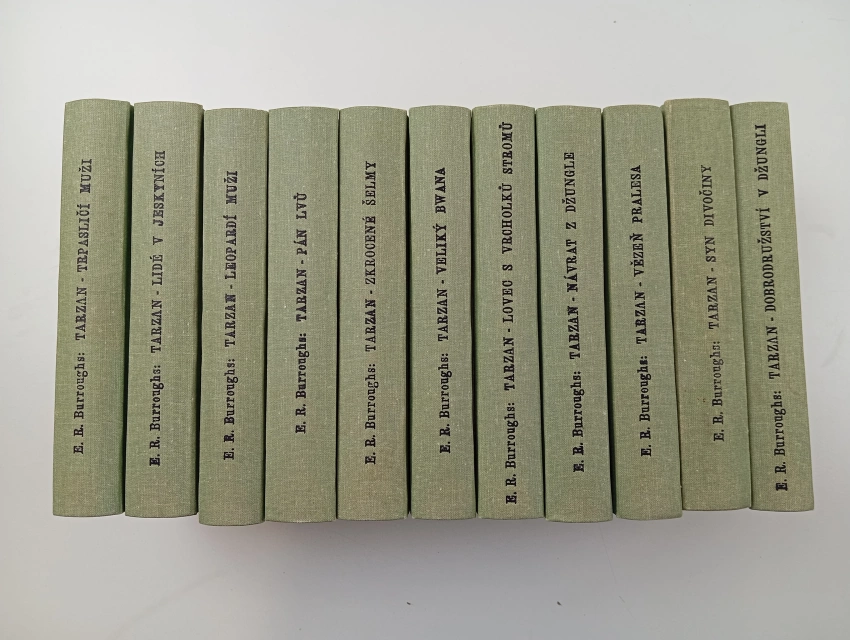 E. R. Burroughs: TARZAN - TRPASLIČÍ MUŽI
E. R. Burroughs: TARZAN - LIDÉ V JESKYNÍCH
E. R. Burroughs: TARZAN - LEOPARDÍ MUŽI
E. R. Burroughs: TARZAN - PÁN LVŮ
E. R. Burroughs: TARZAN - ZKROCENÉ ŠELMY
E. R. Burroughs: TARZAN - VELIKÝ BWANA
E. R. Burroughs: TARZAN - LOVEC S VRCHOLKŮ STROMŮ
E. R. Burroughs: TARZAN - NÁVRAT Z DŽUNGLE
E. R. Burroughs: TARZAN - VĚZEŇ PRALESA
E. R. Burroughs: TARZAN - SYN DIVOČINY
E. R. Burroughs: TARZAN - DOBRODRUŽSTVÍ V DŽUNGLI